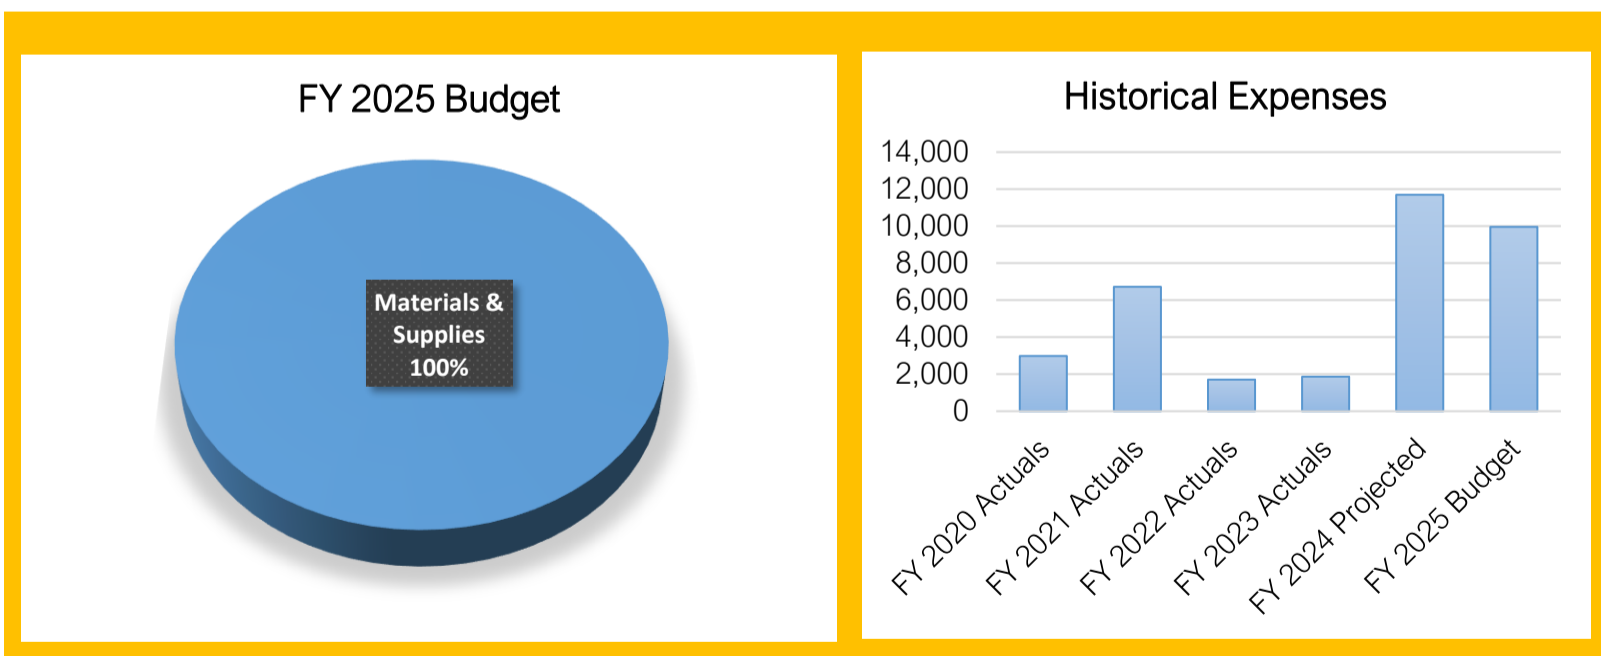 FY 2025 Budget
Materials &
Supplies
100%
Historical Expenses
14,000
12,000
10,000
8,000
6,000
4,000
2,000
0
FY 2020 Actuals
FY 2021 Actuals
FY 2022 Actuals
FY 2023 Actuals
FY 2024 Projected
FY 2025 Budget